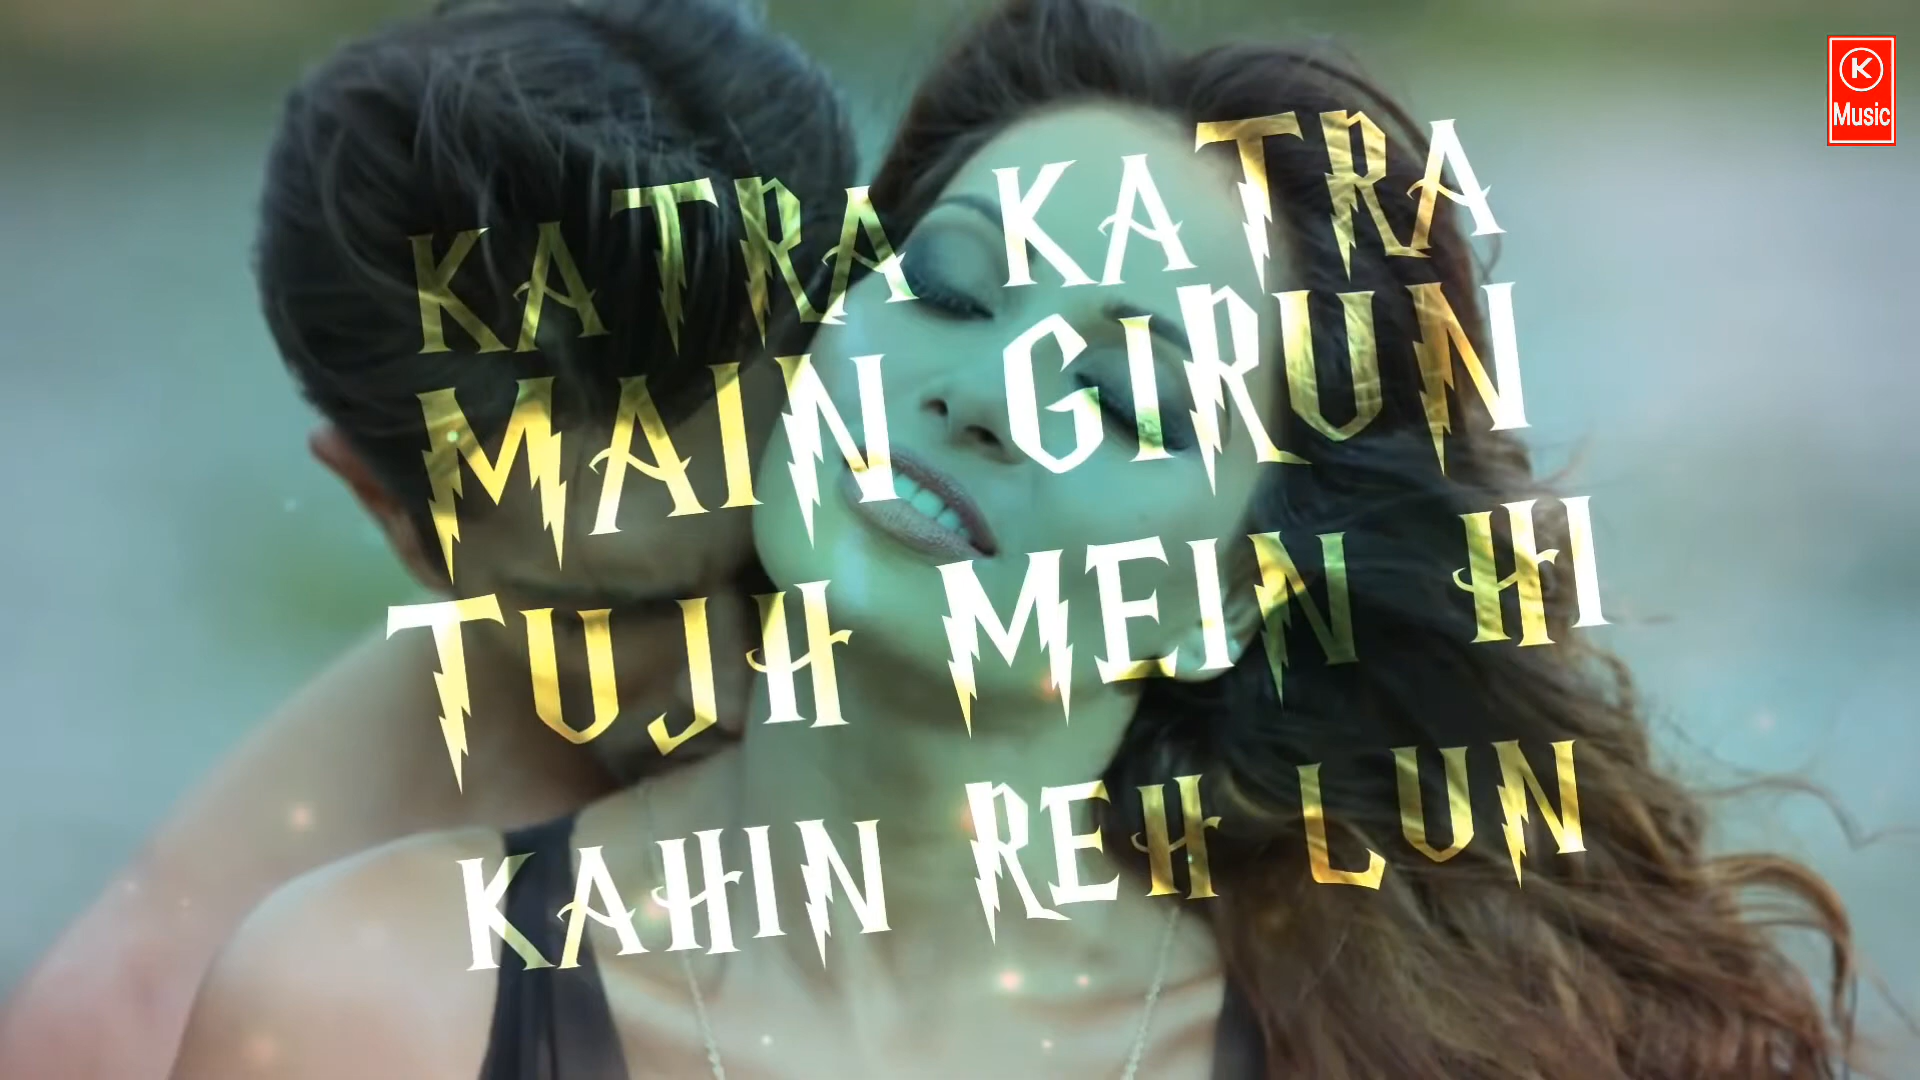 KATRA KATRA
MAIN GIRUN
TUJH MEIN HI
KAHIN REH LUN
K
Music